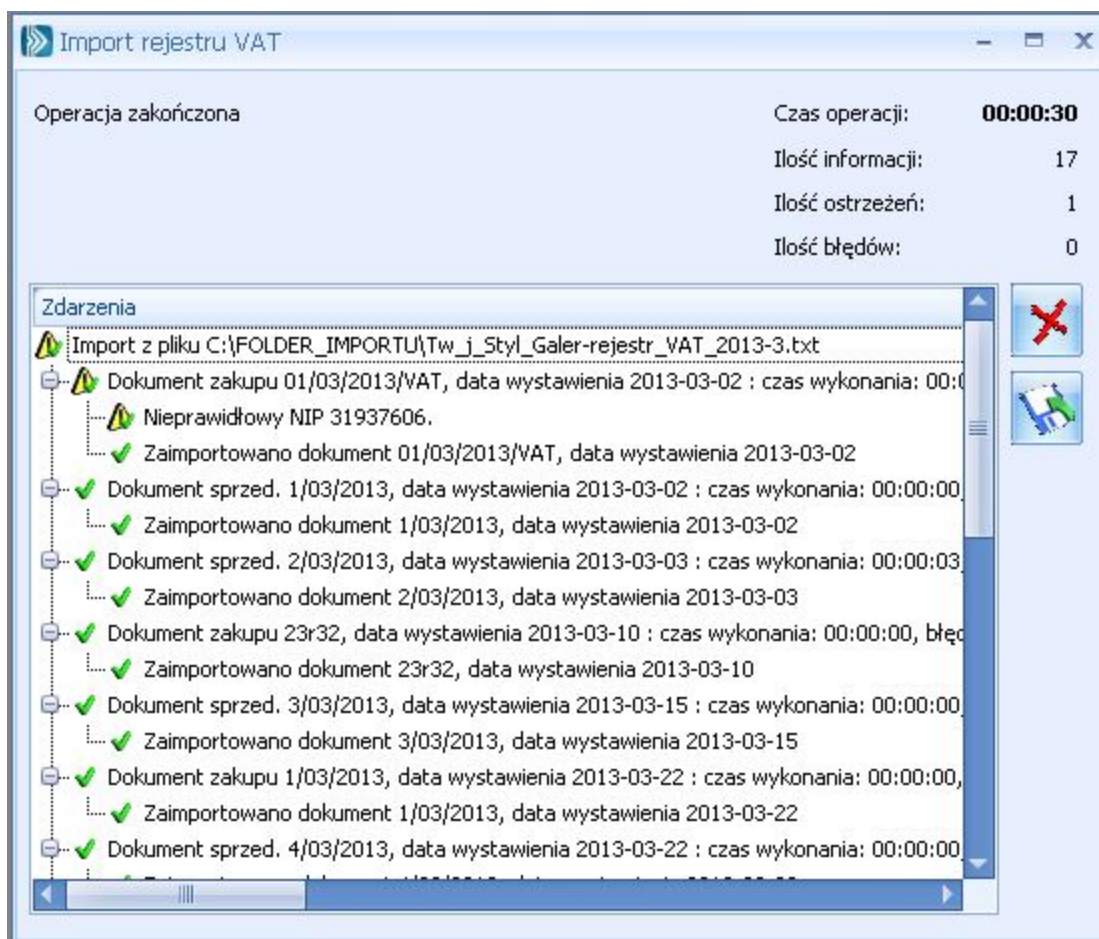 Import rejestru VAT
Operacja zakończona
Czas operacji: 00:00:30
Ilość informacji: 17
Ilość ostrzeżeń: 1
Ilość błędów: 0
Zdarzenia
Import z pliku C:\FOLDER_IMPORTU\Tw_j_Styl_Galer-rejestr_VAT_2013-3.txt
Dokument zakupu 01/03/2013/VAT, data wystawienia 2013-03-02 : czas wykonania: 00:0
Nieprawidłowy NIP 31937606.
Zaimportowano dokument 01/03/2013/VAT, data wystawienia 2013-03-02
Dokument sprzed. 1/03/2013, data wystawienia 2013-03-02 : czas wykonania: 00:00:00,
Zaimportowano dokument 1/03/2013, data wystawienia 2013-03-02
Dokument sprzed. 2/03/2013, data wystawienia 2013-03-03 : czas wykonania: 00:00:03,
Zaimportowano dokument 2/03/2013, data wystawienia 2013-03-03
Dokument zakupu 23r32, data wystawienia 2013-03-10 : czas wykonania: 00:00:00, błęd
Zaimportowano dokument 23r32, data wystawienia 2013-03-10
Dokument sprzed. 3/03/2013, data wystawienia 2013-03-15 : czas wykonania: 00:00:00,
Zaimportowano dokument 3/03/2013, data wystawienia 2013-03-15
Dokument zakupu 1/03/2013, data wystawienia 2013-03-22 : czas wykonania: 00:00:00,
Zaimportowano dokument 1/03/2013, data wystawienia 2013-03-22
Dokument sprzed. 4/03/2013, data wystawienia 2013-03-22 : czas wykonania: 00:00:00,